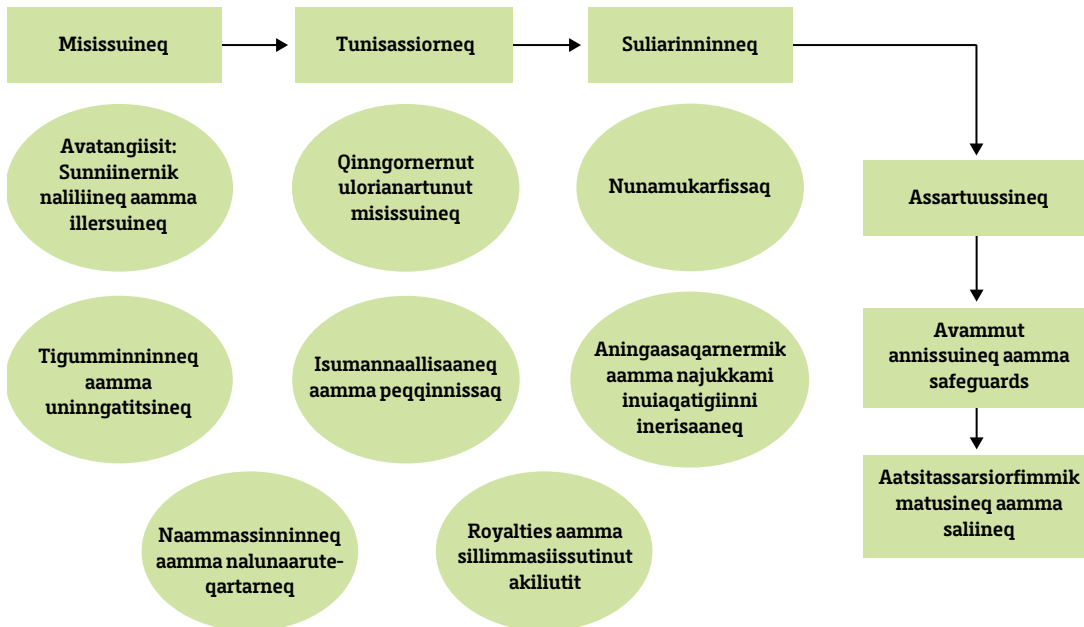 Misissuineq
Tunisassiorneq
Suliarinninneq
Avatangiisit:
Sunniinernik
naliliineq aamma
illersuineq
Qinngornernut
ulorianartunut
misissuineq
Nunamukarfissaq
Assartuussineq
Tigumminninneq
aamma
uninngatitsineq
Isumannaallisaaneq
aamma peqqinnissaq
Aningaasaqarnermik
aamma najukkami
inuiaqatigiinni
inerisaaneq
Avammut
annissuineq aamma
safeguards
Naammassinninneq
aamma nalunaarute-
qartarneq
Royalties aamma
sillimmasiissutinut
akiliutit
Aatsitassarsiorfimmik
matusineq aamma
saliineq